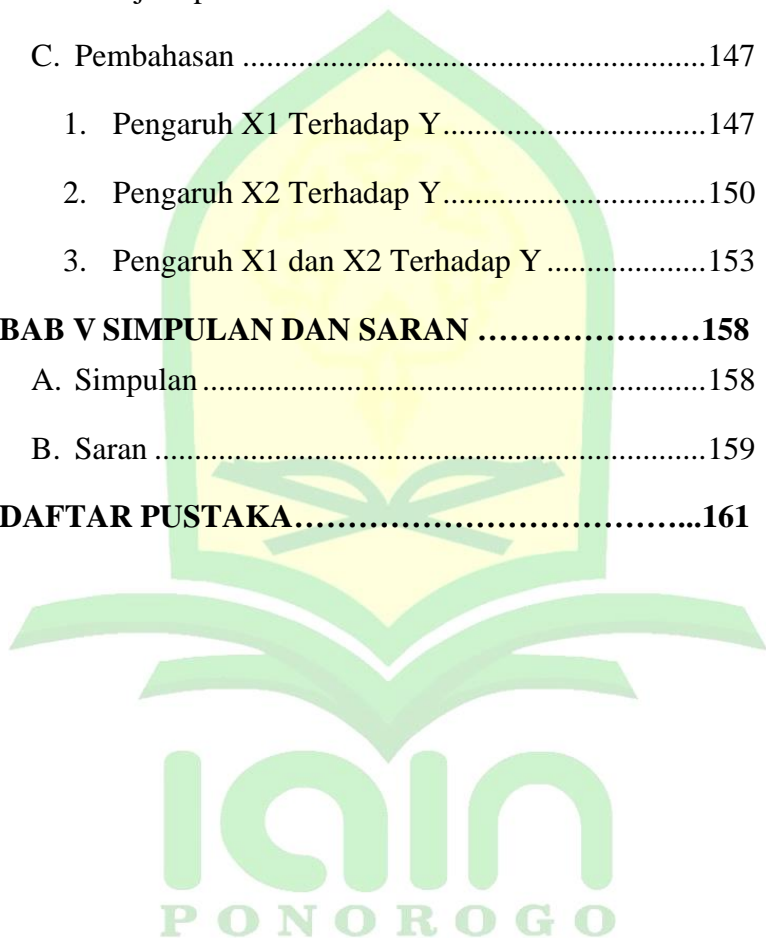 C. Pembahasan ..........................................................147
1. Pengaruh X1 Terhadap Y.................................147
2. Pengaruh X2 Terhadap Y.................................150
3. Pengaruh X1 dan X2 Terhadap Y ....................153
BAB V SIMPULAN DAN SARAN …………………158
A. Simpulan ...............................................................158
B. Saran .....................................................................159
DAFTAR PUSTAKA……………………………...161
iain
PONOROGO